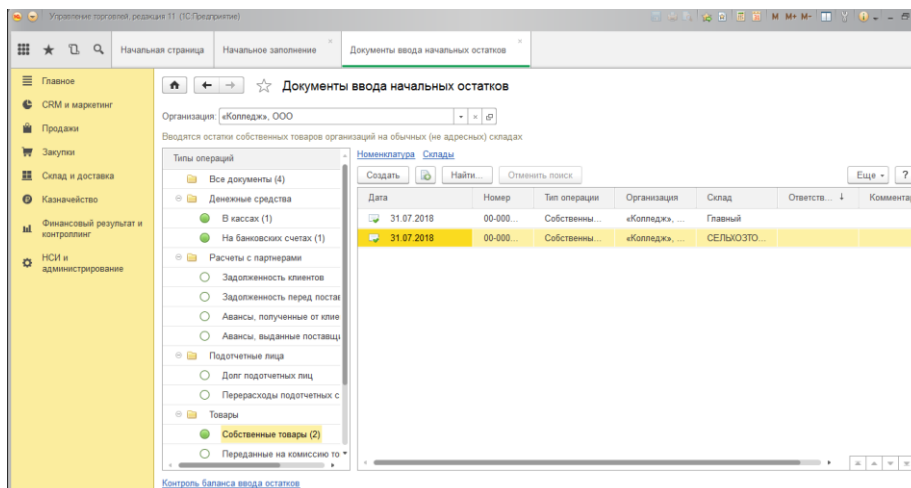 Управление торговлей, редакция 11 (1С:Предприятие)
M M+ M-
Начальная страница
Начальное заполнение
Документы ввода начальных остатков
Главное
CRM и маркетинг
Продажи
Закупки
Склад и доставка
Казначейство
Финансовый результат и
контроллинг
НСИ и
администрирование
Документы ввода начальных остатков
Организация: «Колледж», ООО
Вводятся остатки собственных товаров организаций на обычных (не адресных) складах
Типы операций
Все документы (4)
Денежные средства
В кассах (1)
На банковских счетах (1)
Расчеты с партнерами
Задолженность клиентов
Задолженность перед постав
Авансы, полученные от клие
Авансы, выданные поставщи
Подотчетные лица
Долг подотчетных лиц
Перерасходы подотчетных с
Товары
Собственные товары (2)
Переданные на комиссию то
Номенклатура Склады
Создать Найти... Отменить поиск Еще ?
Дата Номер Тип операции Организация Склад Ответств... ↓ Коммента
31.07.2018 00-000... Собственны... «Колледж», ... Главный
31.07.2018 00-000... Собственны... «Колледж», ... СЕЛЬХОЗТО...
Контроль баланса ввода остатков